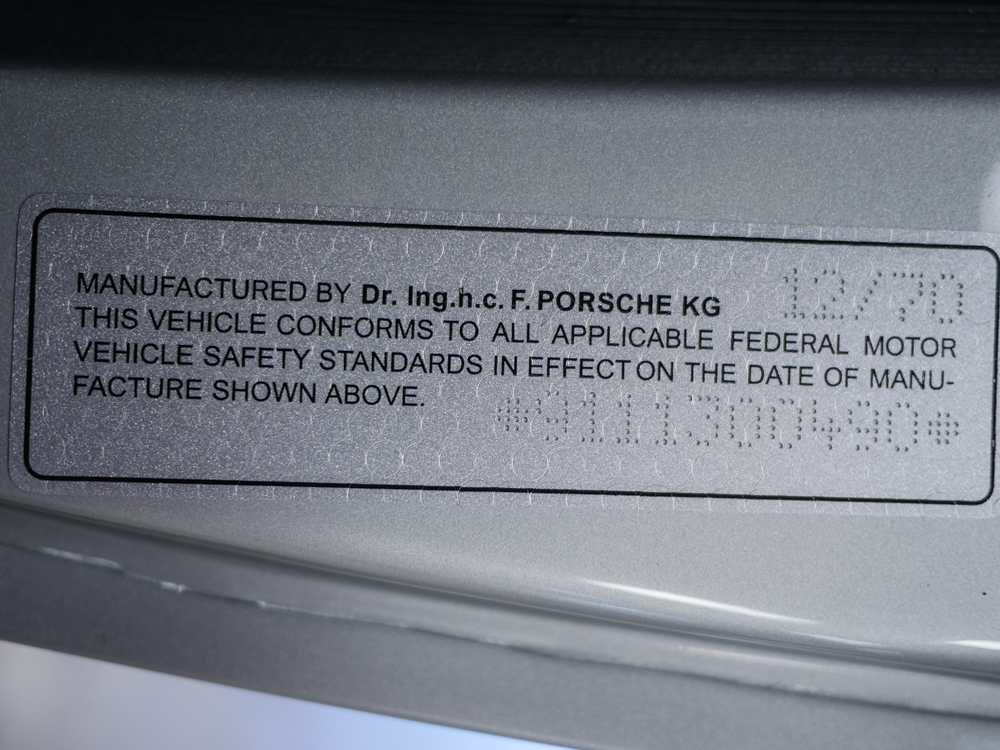 12/70
MANUFACTURED BY Dr. Ing.h.c. F. PORSCHE KG
THIS VEHICLE CONFORMS TO ALL APPLICABLE FEDERAL MOTOR
VEHICLE SAFETY STANDARDS IN EFFECT ON THE DATE OF MANU-
FACTURE SHOWN ABOVE.
*9111300490*